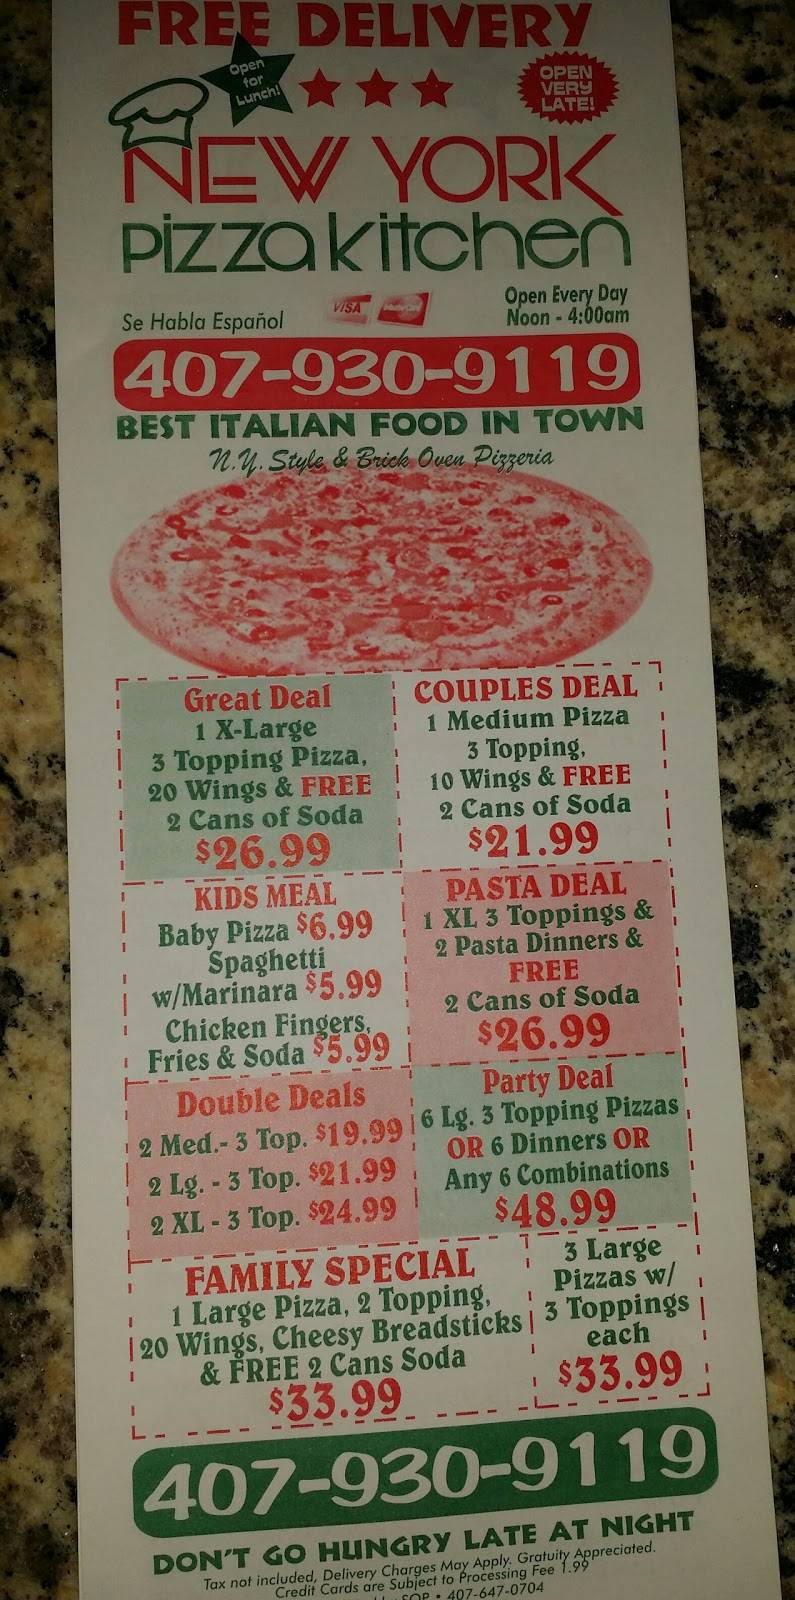 FREE DELIVERY
Open
for
Lunch!
OPEN
VERY
LATE!
NEW YORK
pizza kitchen
Se Habla Español
VISA
MasterCard
Open Every Day
Noon - 4:00am
407-930-9119
BEST ITALIAN FOOD IN TOWN
N.Y. Style & Brick Oven Pizzeria
Great Deal
1 X-Large
3 Topping Pizza,
20 Wings & FREE
2 Cans of Soda
$26.99
COUPLES DEAL
1 Medium Pizza
3 Topping,
10 Wings & FREE
2 Cans of Soda
$21.99
KIDS MEAL
Baby Pizza $6.99
Spaghetti
w/Marinara $5.99
Chicken Fingers,
Fries & Soda $5.99
PASTA DEAL
1 XL 3 Toppings &
2 Pasta Dinners &
FREE
2 Cans of Soda
$26.99
Double Deals
2 Med.- 3 Top. $19.99
2 Lg. - 3 Top. $21.99
2 XL - 3 Top. $24.99
Party Deal
6 Lg. 3 Topping Pizzas
OR 6 Dinners OR
Any 6 Combinations
$48.99
FAMILY SPECIAL
1 Large Pizza, 2 Topping,
20 Wings, Cheesy Breadsticks
& FREE 2 Cans Soda
$33.99
3 Large
Pizzas w/
3 Toppings
each
$33.99
407-930-9119
DON'T GO HUNGRY LATE AT NIGHT
Tax not included, Delivery Charges May Apply. Gratuity Appreciated.
Credit Cards are Subject to Processing Fee 1.99
SOP • 407-647-0704